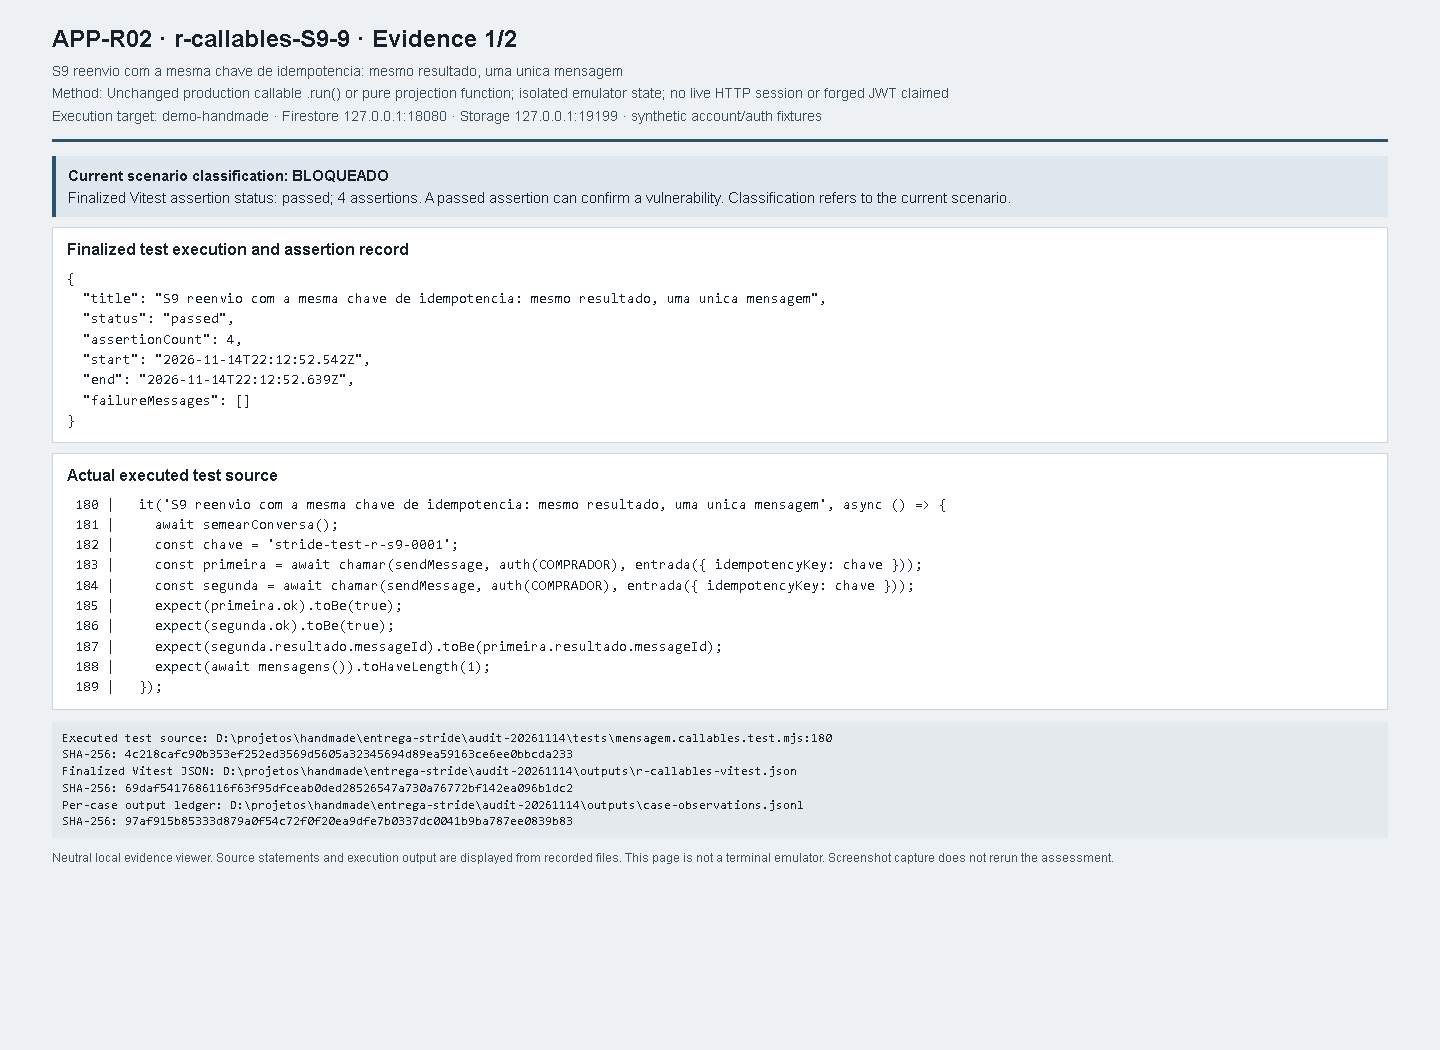 APP-R02 · r-callables-S9-9 · Evidence 1/2
S9 reenvio com a mesma chave de idempotencia: mesmo resultado, uma unica mensagem
Method: Unchanged production callable .run() or pure projection function; isolated emulator state; no live HTTP session or forged JWT claimed
Execution target: demo-handmade · Firestore 127.0.0.1:18080 · Storage 127.0.0.1:19199 · synthetic account/auth fixtures
Current scenario classification: BLOQUEADO
Finalized Vitest assertion status: passed; 4 assertions. A passed assertion can confirm a vulnerability. Classification refers to the current scenario.
Finalized test execution and assertion record
{
  "title": "S9 reenvio com a mesma chave de idempotencia: mesmo resultado, uma unica mensagem",
  "status": "passed",
  "assertionCount": 4,
  "start": "2026-11-14T22:12:52.542Z",
  "end": "2026-11-14T22:12:52.639Z",
  "failureMessages": []
}
Actual executed test source
180 |   it('S9 reenvio com a mesma chave de idempotencia: mesmo resultado, uma unica mensagem', async () => {
181 |     await semearConversa();
182 |     const chave = 'stride-test-r-s9-0001';
183 |     const primeira = await chamar(sendMessage, auth(COMPRADOR), entrada({ idempotencyKey: chave }));
184 |     const segunda = await chamar(sendMessage, auth(COMPRADOR), entrada({ idempotencyKey: chave }));
185 |     expect(primeira.ok).toBe(true);
186 |     expect(segunda.ok).toBe(true);
187 |     expect(segunda.resultado.messageId).toBe(primeira.resultado.messageId);
188 |     expect(await mensagens()).toHaveLength(1);
189 |   });
Executed test source: D:\projetos\handmade\entrega-stride\audit-20261114\tests\mensagem.callables.test.mjs:180
SHA-256: 4c218cafc90b353ef252ed3569d5605a32345694d89ea59163ce6ee0bbcda233
Finalized Vitest JSON: D:\projetos\handmade\entrega-stride\audit-20261114\outputs\r-callables-vitest.json
SHA-256: 69daf5417686116f63f95dfceab0ded28526547a730a76772bf142ea096b1dc2
Per-case output ledger: D:\projetos\handmade\entrega-stride\audit-20261114\outputs\case-observations.jsonl
SHA-256: 97af915b85333d879a0f54c72f0f20ea9dfe7b0337dc0041b9ba787ee0839b83
Neutral local evidence viewer. Source statements and execution output are displayed from recorded files. This page is not a terminal emulator. Screenshot capture does not rerun the assessment.